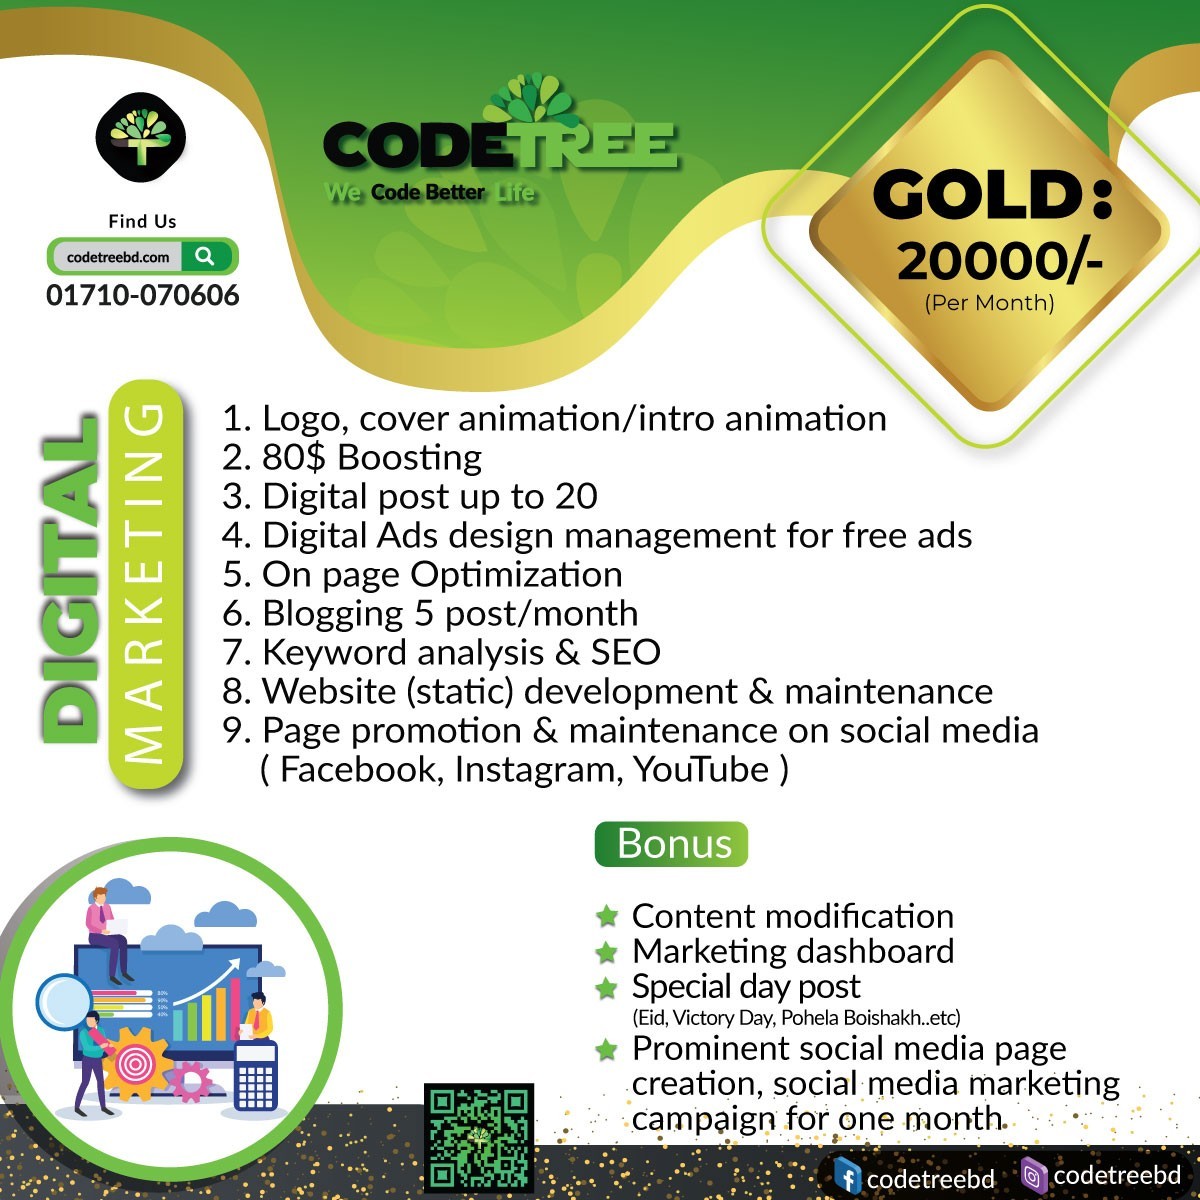 CODETREE
We Code Better Life
Find Us
codetreebd.com
01710-070606
GOLD:
20000/-
(Per Month)
DIGITAL
MARKETING
1. Logo, cover animation/intro animation
2. 80$ Boosting
3. Digital post up to 20
4. Digital Ads design management for free ads
5. On page Optimization
6. Blogging 5 post/month
7. Keyword analysis & SEO
8. Website (static) development & maintenance
9. Page promotion & maintenance on social media
( Facebook, Instagram, YouTube )
Bonus
Content modification
Marketing dashboard
Special day post
(Eid, Victory Day, Pohela Boishakh..etc)
Prominent social media page
creation, social media marketing
campaign for one month.
codetreebd
codetreebd